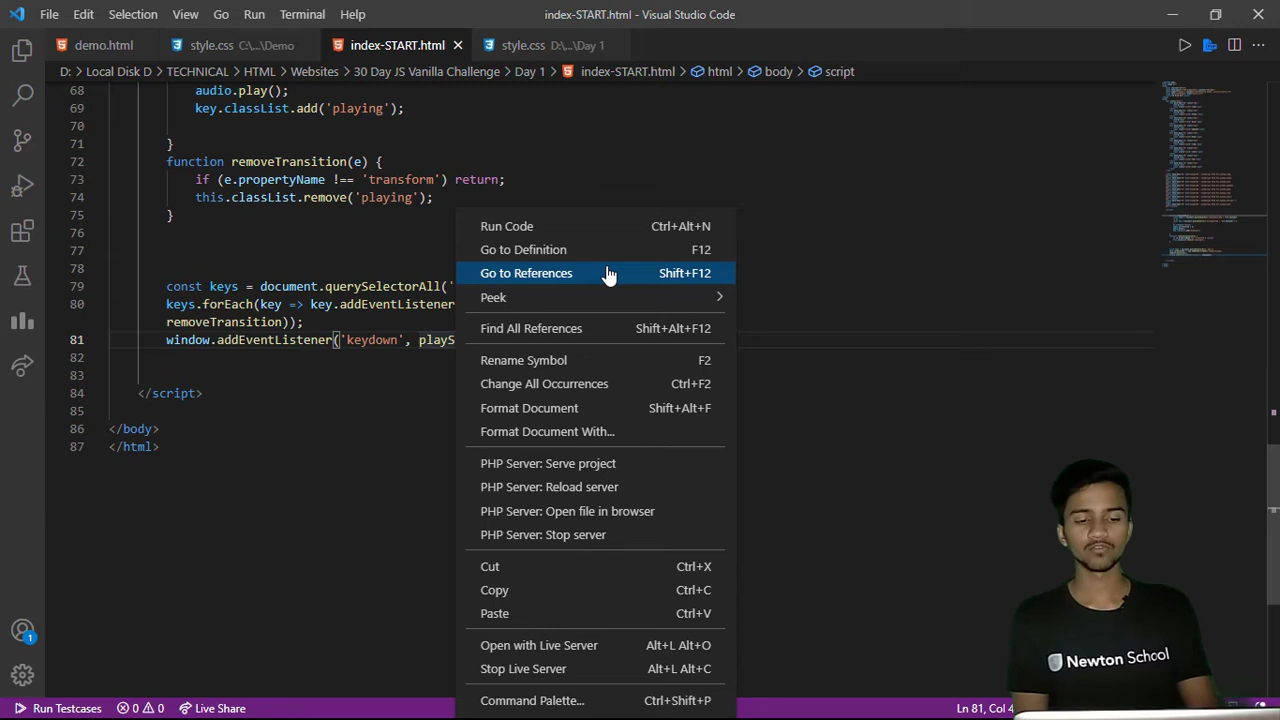 File Edit Selection View Go Run Terminal Help index-START.html - Visual Studio Code
demo.html style.css C:\...\Demo index-START.html style.css D:\...\Day 1
D: > Local Disk D > TECHNICAL > HTML > Websites > 30 Day JS Vanilla Challenge > Day 1 > index-START.html > html > body > script
68 audio.play();
69 key.classList.add('playing');
70
71 }
72 function removeTransition(e) {
73 if (e.propertyName !== 'transform')
74 this.classList.remove('playing');
75 }
76
77
78
79 const keys = document.querySelectorAll('
80 keys.forEach(key => key.addEventListener
removeTransition));
81 window.addEventListener('keydown', playS
82
83
84 </script>
85
86 </body>
87 </html>
Run Code Ctrl+Alt+N
Definition F12
Go to References Shift+F12
Peek
Find All References Shift+Alt+F12
Rename Symbol F2
Change All Occurrences Ctrl+F2
Format Document Shift+Alt+F
Format Document With...
PHP Server: Serve project
PHP Server: Reload server
PHP Server: Open file in browser
PHP Server: Stop server
Cut Ctrl+X
Copy Ctrl+C
Paste Ctrl+V
Open with Live Server Alt+L Alt+O
Stop Live Server Alt+L Alt+C
Command Palette... Ctrl+Shift+P
Newton School
1
Run Testcases 0 0 Live Share Ln 81, Col 4